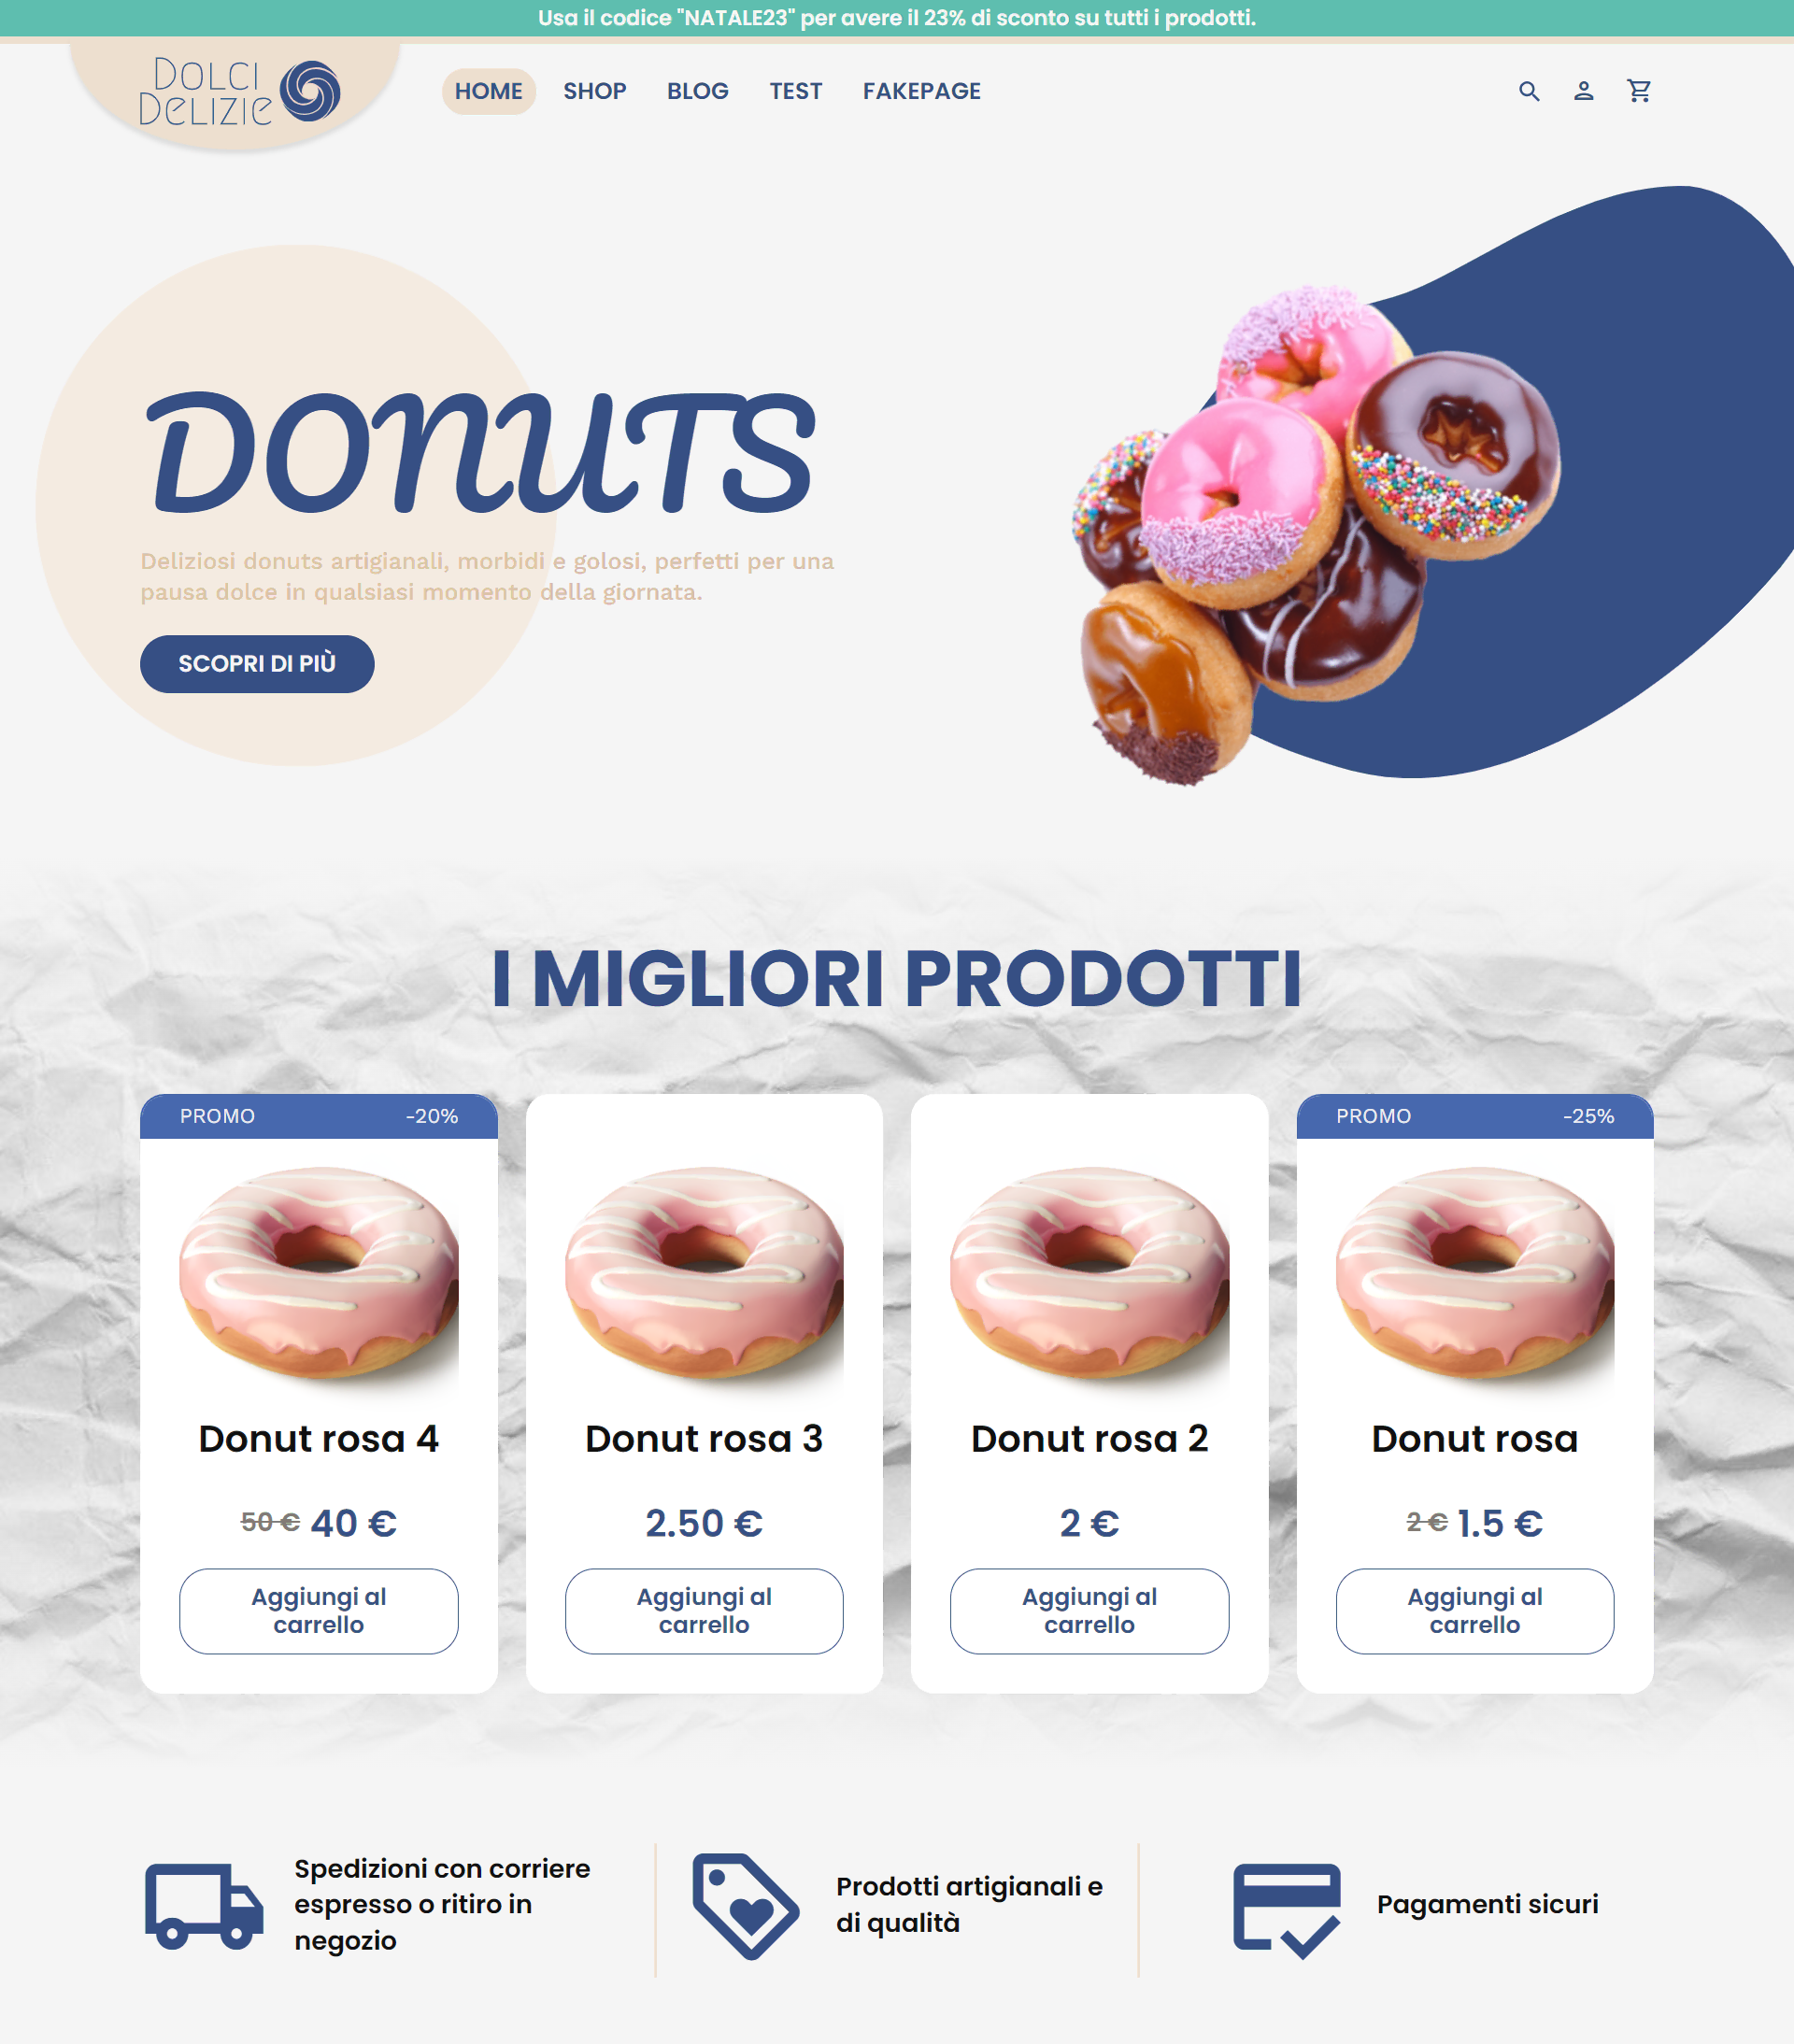 Usa il codice "NATALE23" per avere il 23% di sconto su tutti i prodotti.
DOLCI
DELIZIE
HOME SHOP BLOG TEST FAKEPAGE
DONUTS
Deliziosi donuts artigianali, morbidi e golosi, perfetti per una
pausa dolce in qualsiasi momento della giornata.
SCOPRI DI PIÙ
I MIGLIORI PRODOTTI
PROMO -20%
Donut rosa 4
50 € 40 €
Aggiungi al
carrello
Donut rosa 3
2.50 €
Aggiungi al
carrello
Donut rosa 2
2 €
Aggiungi al
carrello
PROMO -25%
Donut rosa
2 € 1.5 €
Aggiungi al
carrello
Spedizioni con corriere
espresso o ritiro in
negozio
Prodotti artigianali e
di qualità
Pagamenti sicuri